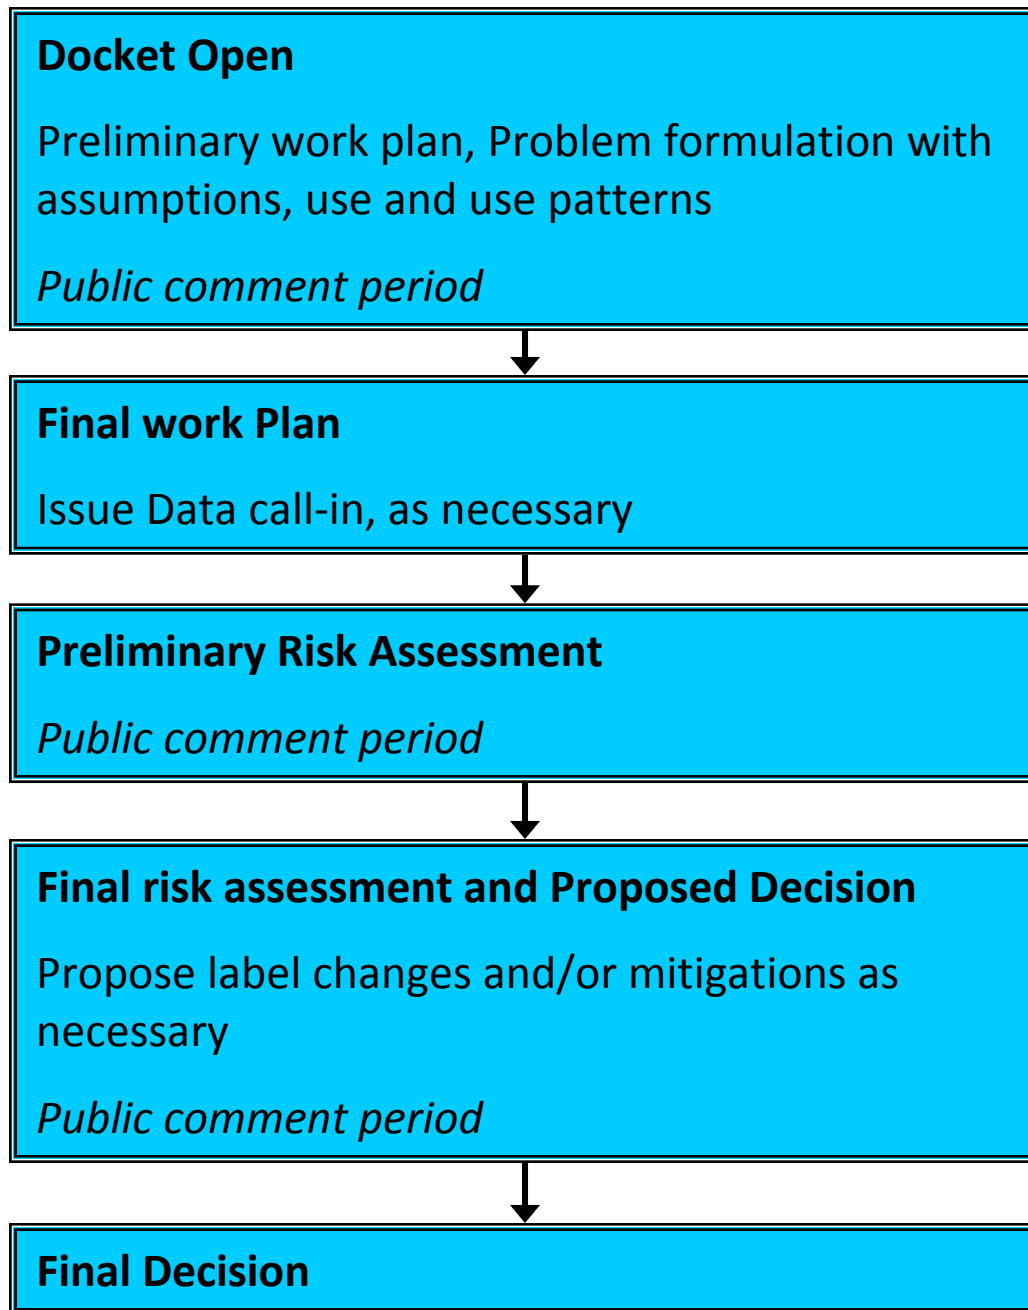 Docket Open
Preliminary work plan, Problem formulation with
assumptions, use and use patterns
Public comment period
Final work Plan
Issue Data call-in, as necessary
Preliminary Risk Assessment
Public comment period
Final risk assessment and Proposed Decision
Propose label changes and/or mitigations as
necessary
Public comment period
Final Decision